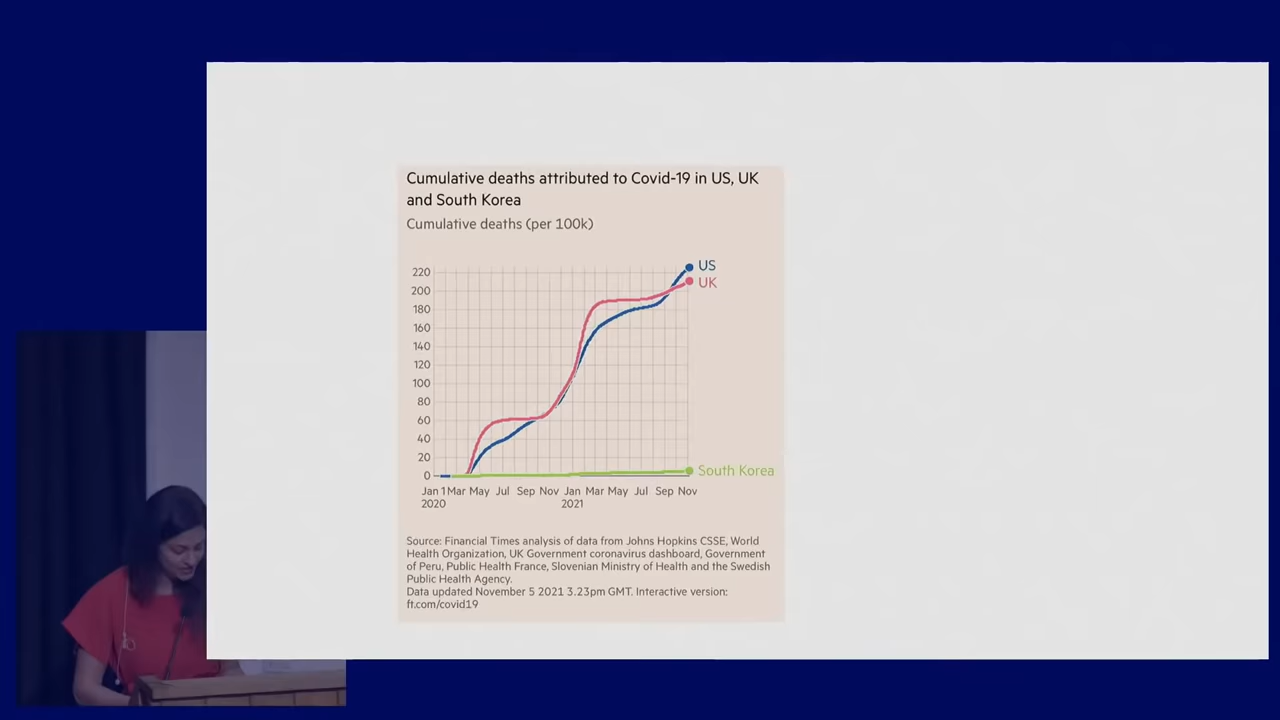 Cumulative deaths attributed to Covid-19 in US, UK
and South Korea
Cumulative deaths (per 100k)
US
UK
220
200
180
160
140
120
100
80
60
40
20
0
South Korea
Jan 1 Mar May Jul Sep Nov Jan Mar May Jul Sep Nov
2020 2021
Source: Financial Times analysis of data from Johns Hopkins CSSE, World
Health Organization, UK Government coronavirus dashboard, Government
of Peru, Public Health France, Slovenian Ministry of Health and the Swedish
Public Health Agency.
Data updated November 5 2021 3.23pm GMT. Interactive version:
ft.com/covid19